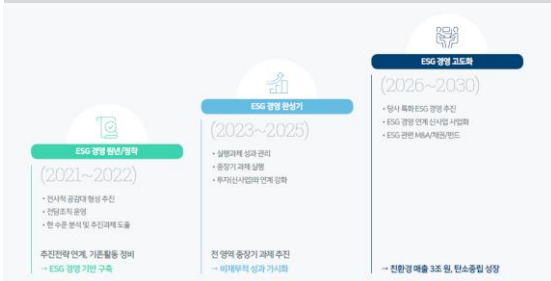 ESG 경영 원년/정착
(2021~2022)
• 전사적 공감대 형성 추진
• 전담조직 운영
• 현 수준 분석 및 추진과제 도출
추진전략 연계, 기존활동 정비
→ ESG 경영 기반 구축
ESG 경영 완성기
(2023~2025)
• 실행과제 성과 관리
• 중장기 과제 실행
• 투자(신사업)와 연계 강화
전 영역 중장기 과제 추진
→ 비재무적 성과 가시화
ESG 경영 고도화
(2026~2030)
• 당사 특화 ESG 경영 추진
• ESG 경영 연계 신사업 사업화
• ESG 관련 M&A/채권/펀드
→ 친환경 매출 3조 원, 탄소중립 성장